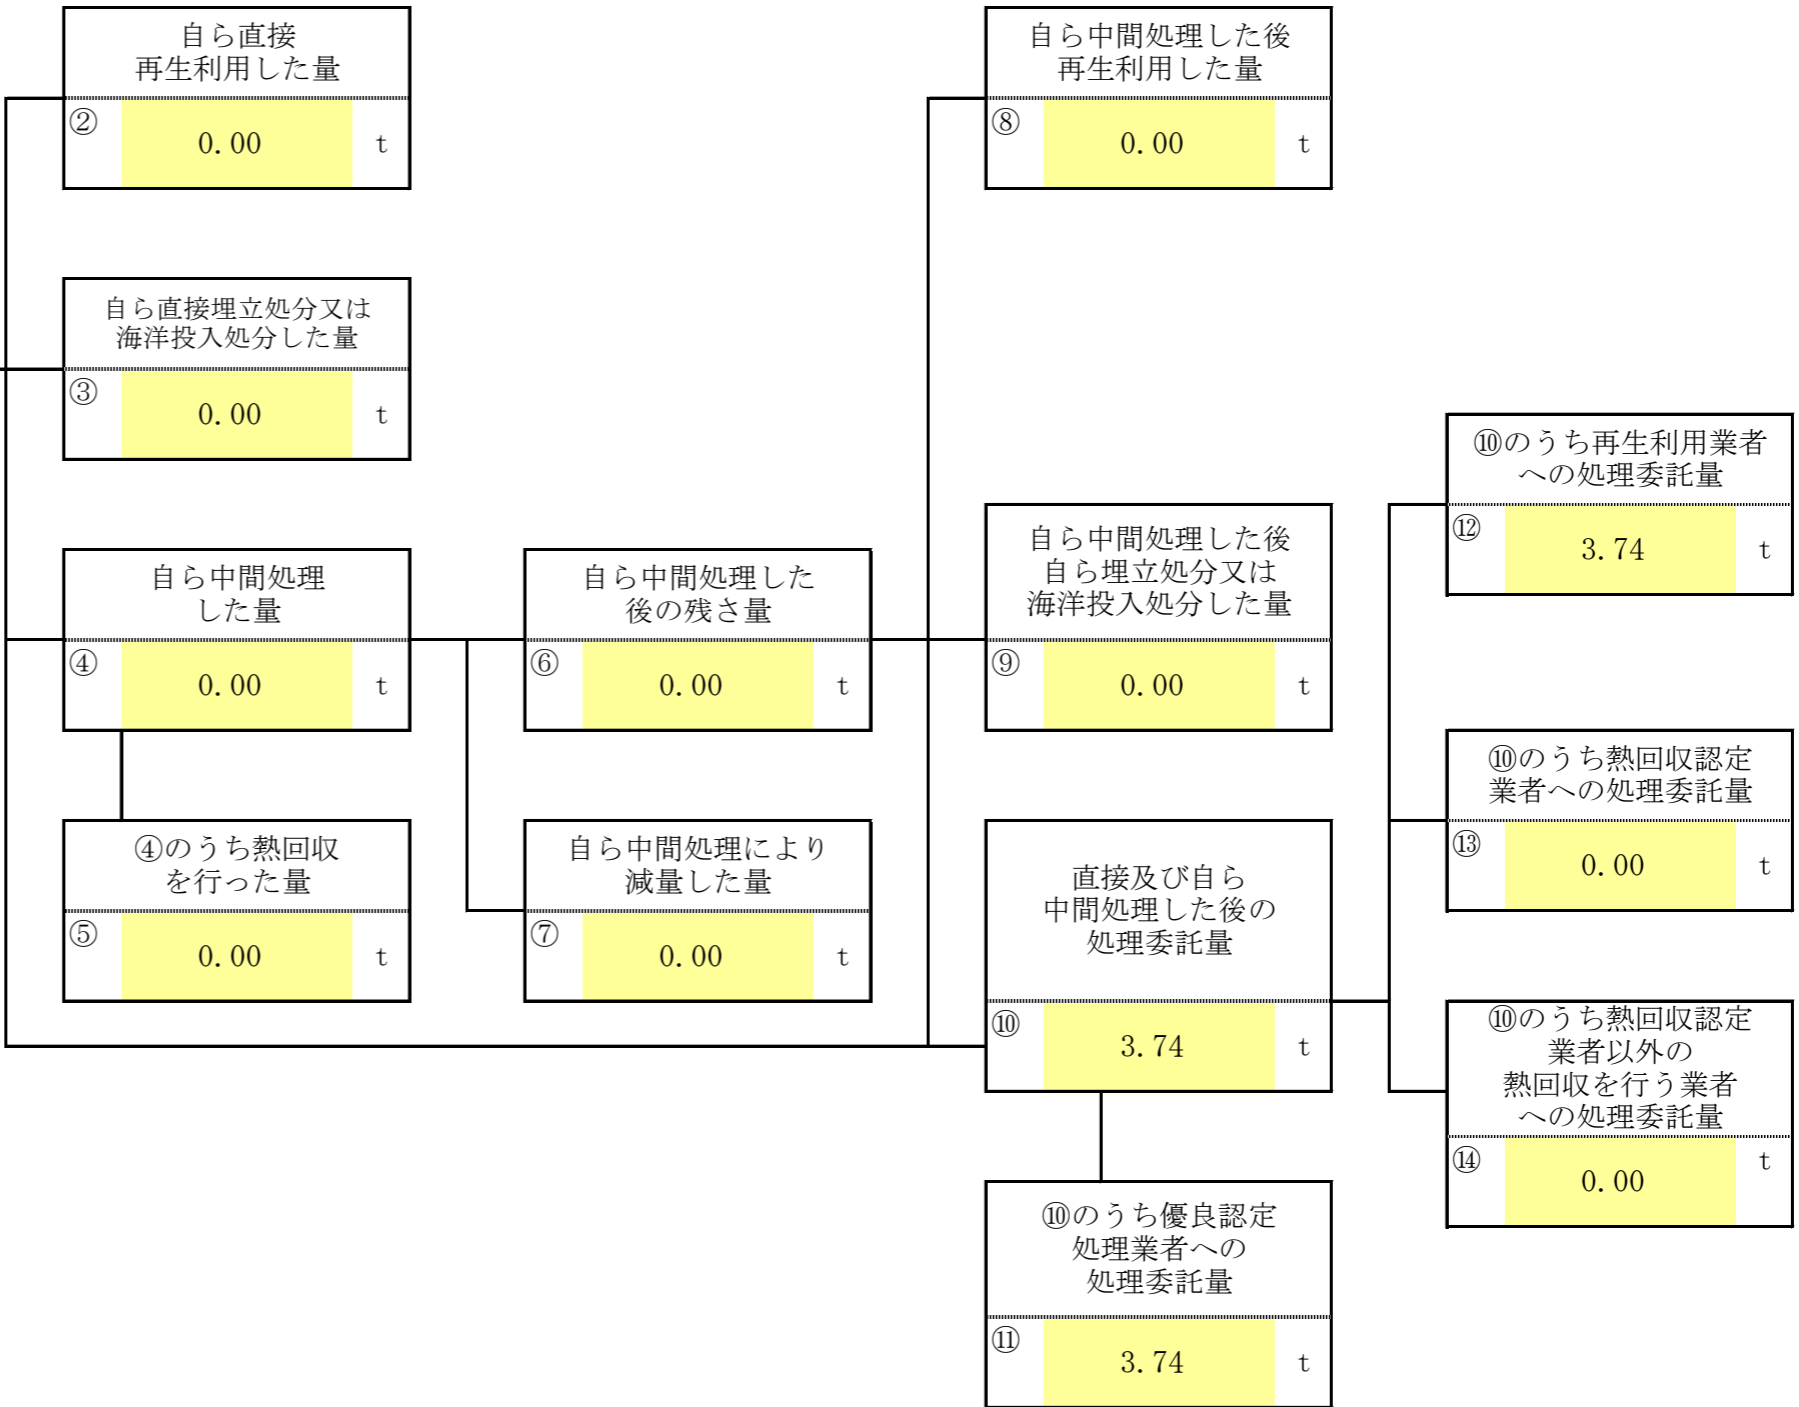 自ら直接
再生利用した量
②
0.00
t
自ら中間処理した後
再生利用した量
⑧
0.00
t
自ら直接埋立処分又は
海洋投入処分した量
③
0.00
t
⑩のうち再生利用業者
への処理委託量
⑫
3.74
t
自ら中間処理
した量
④
0.00
t
自ら中間処理した
後の残さ量
⑥
0.00
t
自ら中間処理した後
自ら埋立処分又は
海洋投入処分した量
⑨
0.00
t
⑩のうち熱回収認定
業者への処理委託量
⑬
0.00
t
④のうち熱回収
を行った量
⑤
0.00
t
自ら中間処理により
減量した量
⑦
0.00
t
直接及び自ら
中間処理した後の
処理委託量
⑩
3.74
t
⑩のうち熱回収認定
業者以外の
熱回収を行う業者
への処理委託量
⑭
0.00
t
⑩のうち優良認定
処理業者への
処理委託量
⑪
3.74
t